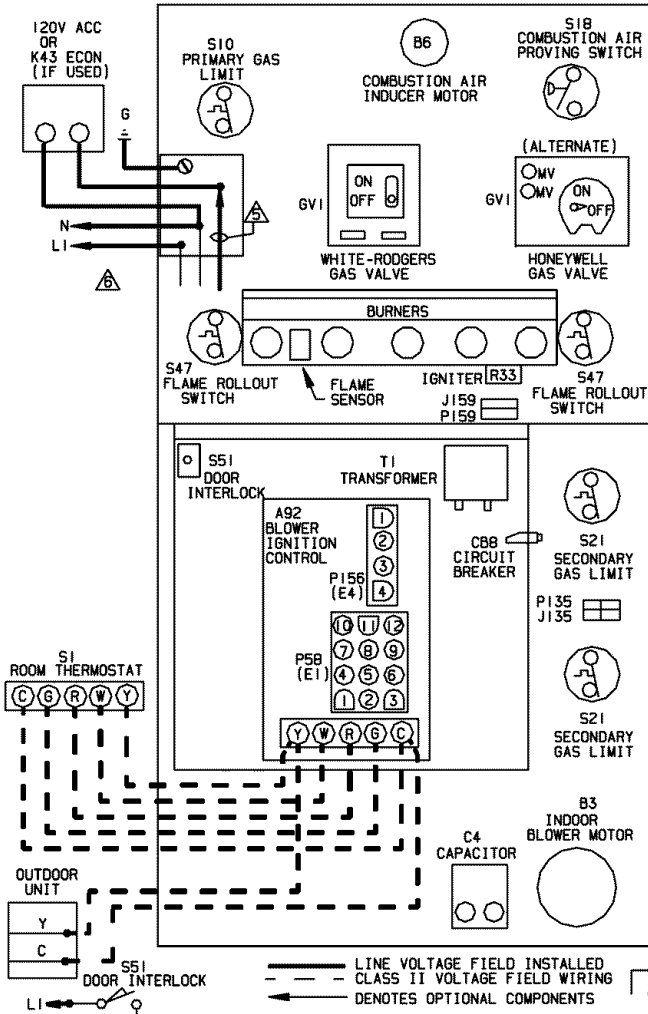 120V ACC
OR
K43 ECON
(IF USED)
S10
PRIMARY GAS
LIMIT
B6
COMBUSTION AIR
INDUCER MOTOR
S18
COMBUSTION AIR
PROVING SWITCH
G
N
L1
5
6
ON
OFF
GV1
WHITE-RODGERS
GAS VALVE
(ALTERNATE)
MV
MV
GV1
ON
OFF
HONEYWELL
GAS VALVE
BURNERS
S47
FLAME ROLLOUT
SWITCH
FLAME
SENSOR
IGNITER R33
J159
P159
S47
FLAME ROLLOUT
SWITCH
S51
DOOR
INTERLOCK
T1
TRANSFORMER
A92
BLOWER
IGNITION
CONTROL
1
2
3
4
P156
(E4)
CB8
CIRCUIT
BREAKER
S21
SECONDARY
GAS LIMIT
P135
J135
P58
(E1)
10 11 12
7 8 9
4 5 6
1 2 3
S1
ROOM THERMOSTAT
C G R W Y
Y W R G C
S21
SECONDARY
GAS LIMIT
B3
INDOOR
BLOWER MOTOR
C4
CAPACITOR
OUTDOOR
UNIT
Y
C
S51
DOOR INTERLOCK
L1
LINE VOLTAGE FIELD INSTALLED
CLASS II VOLTAGE FIELD WIRING
DENOTES OPTIONAL COMPONENTS